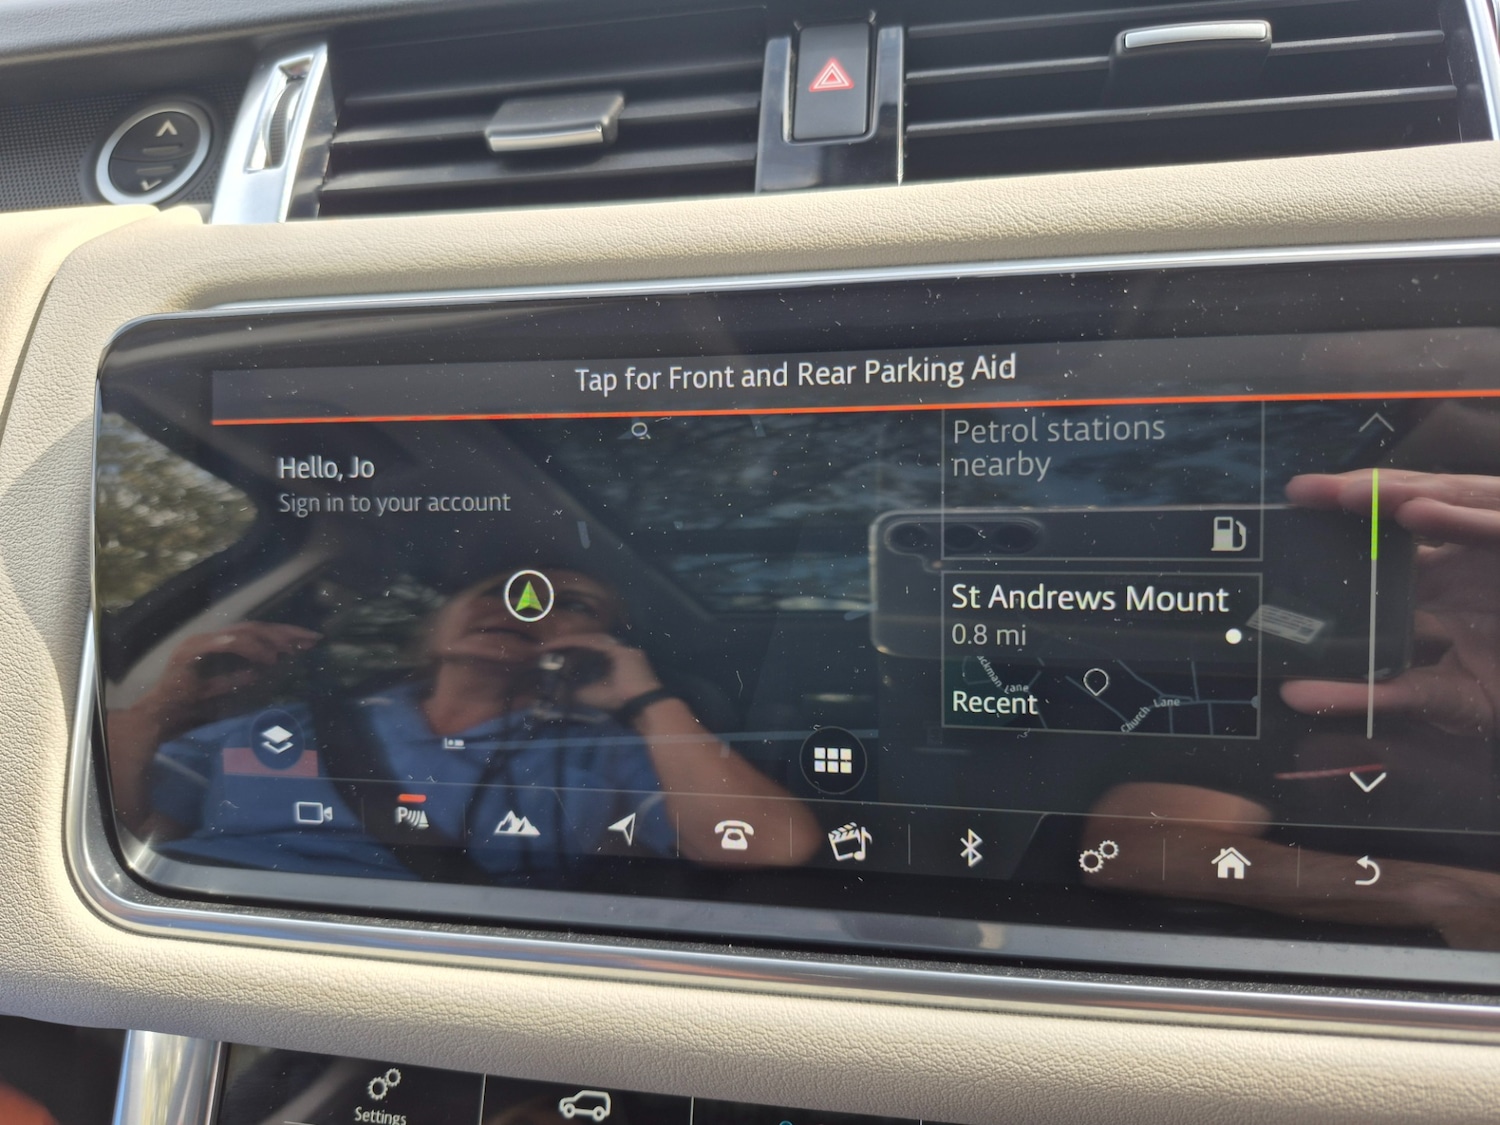 Tap for Front and Rear Parking Aid
Hello, Jo
Sign in to your account
Petrol stations
nearby
St Andrews Mount
0.8 mi
Recent
Lane
Church Lane
P
Settings